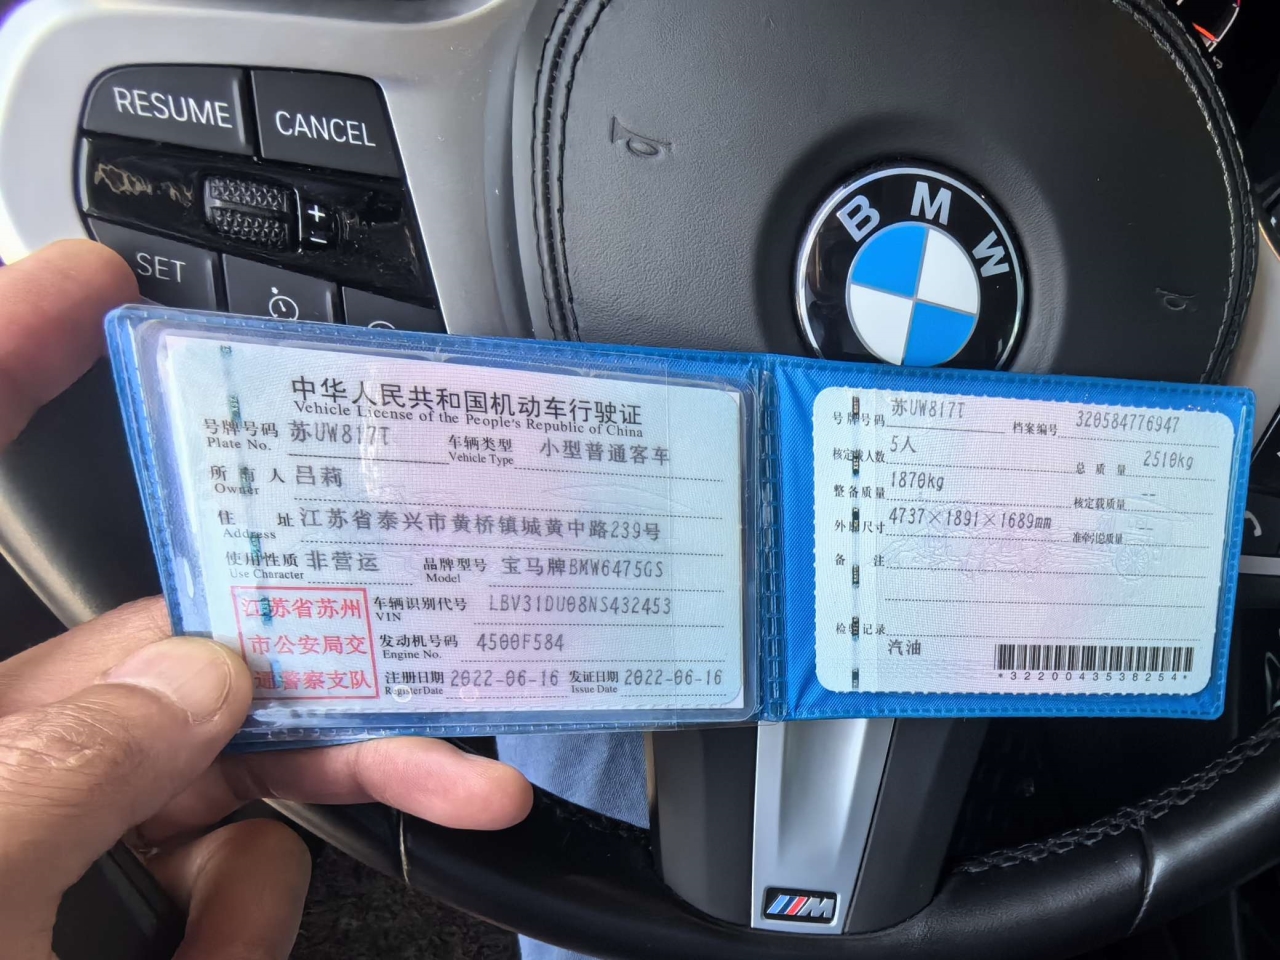 RESUME
CANCEL
+
−
SET
BMW
中华人民共和国机动车行驶证
Vehicle License of the People's Republic of China
号牌号码 苏UW817T 车辆类型 小型普通客车
Plate No. Vehicle Type
所有人 吕莉
Owner
住址 江苏省泰兴市黄桥镇城黄中路239号
Address
使用性质 非营运 品牌型号 宝马牌BMW6475GS
Use Character Model
江苏省苏州
市公安局交
通警察支队
车辆识别代号 LBV31DU08NS432453
VIN
发动机号码 4500F584
Engine No.
注册日期 2022-06-16 发证日期 2022-06-16
Register Date Issue Date
号牌号码 苏UW817T 档案编号 320584776947
核定载人数 5人 总质量 2510kg
整备质量 1870kg 核定载质量 --
外廓尺寸 4737×1891×1689mm 准牵引总质量 --
备注
检验记录
汽油
*3220043538254*
M